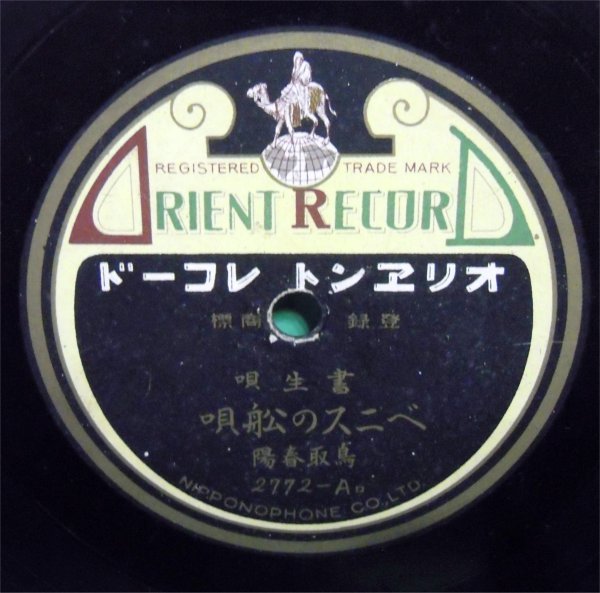 REGISTERED TRADE MARK
ORIENT RECORD
オリヱント レコード
登録商標
書生唄
ベニスの舩唄
鳥取春陽
2772-A
NIPPONOPHONE CO., LTD.